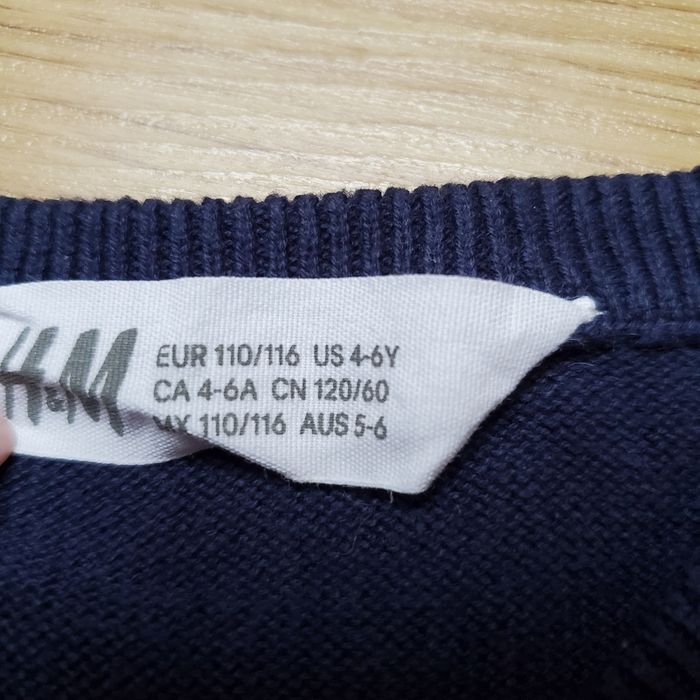 H&M
EUR 110/116 US 4-6Y
CA 4-6A CN 120/60
MX 110/116 AUS 5-6